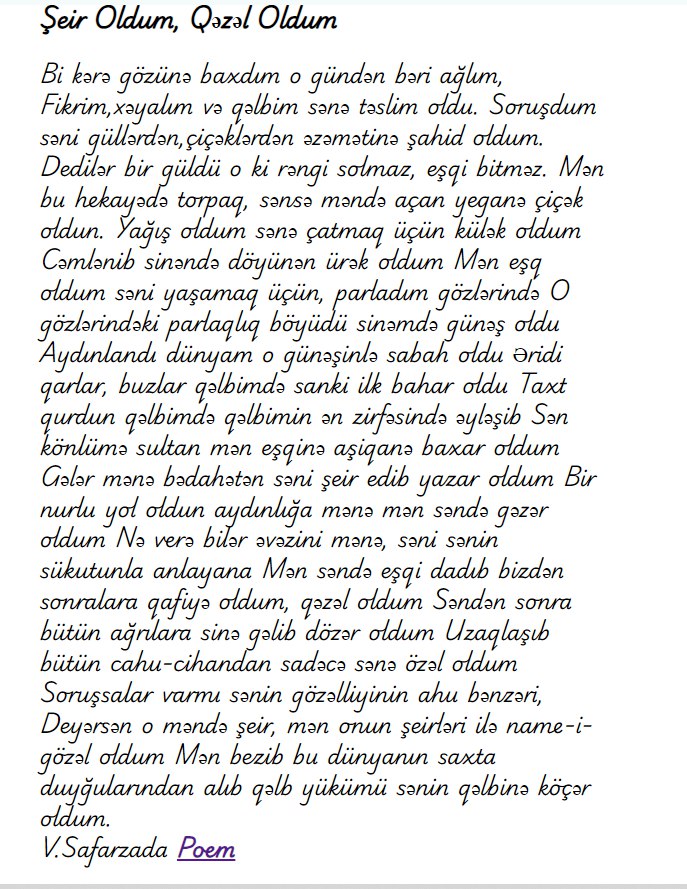 Şeir Oldum, Qəzəl Oldum
Bi kərə gözünə baxdım o gündən bəri ağlım,
Fikrim,xəyalım və qəlbim sənə təslim oldu. Soruşdum
səni güllərdən,çiçəklərdən əzəmətinə şahid oldum.
Dedilər bir güldü o ki rəngi solmaz, eşqi bitməz. Mən
bu hekayədə torpaq, sənsə məndə açan yeganə çiçək
oldun. Yağış oldum sənə çatmaq üçün külək oldum
Cəmlənib sinəndə döyünən ürək oldum Mən eşq
oldum səni yaşamaq üçün, parladım gözlərində O
gözlərindəki parlaqlıq böyüdü sinəmdə günəş oldu
Aydınlandı dünyam o günəşinlə sabah oldu Əridi
qarlar, buzlar qəlbimdə sanki ilk bahar oldu Taxt
qurdun qəlbimdə qəlbimin ən zirfəsində əyləşib Sən
könlümə sultan mən eşqinə aşiqanə baxar oldum
Gələr mənə bədahətən səni şeir edib yazar oldum Bir
nurlu yol oldun aydınlığa mənə mən səndə gəzər
oldum Nə verə bilər əvəzini mənə, səni sənin
sükutunla anlayana Mən səndə eşqi dadıb bizdən
sonralara qafiyə oldum, qəzəl oldum Səndən sonra
bütün ağrılara sinə gəlib dözər oldum Uzaqlaşıb
bütün cahu-cihandan sadəcə sənə özəl oldum
Soruşsalar varmı sənin gözəlliyinin ahu bənzəri,
Deyərsən o məndə şeir, mən onun şeirləri ilə name-i-
gözəl oldum Mən bezib bu dünyanın saxta
duyğularından alıb qəlb yükümü sənin qəlbinə köçər
oldum.
V.Safarzada Poem